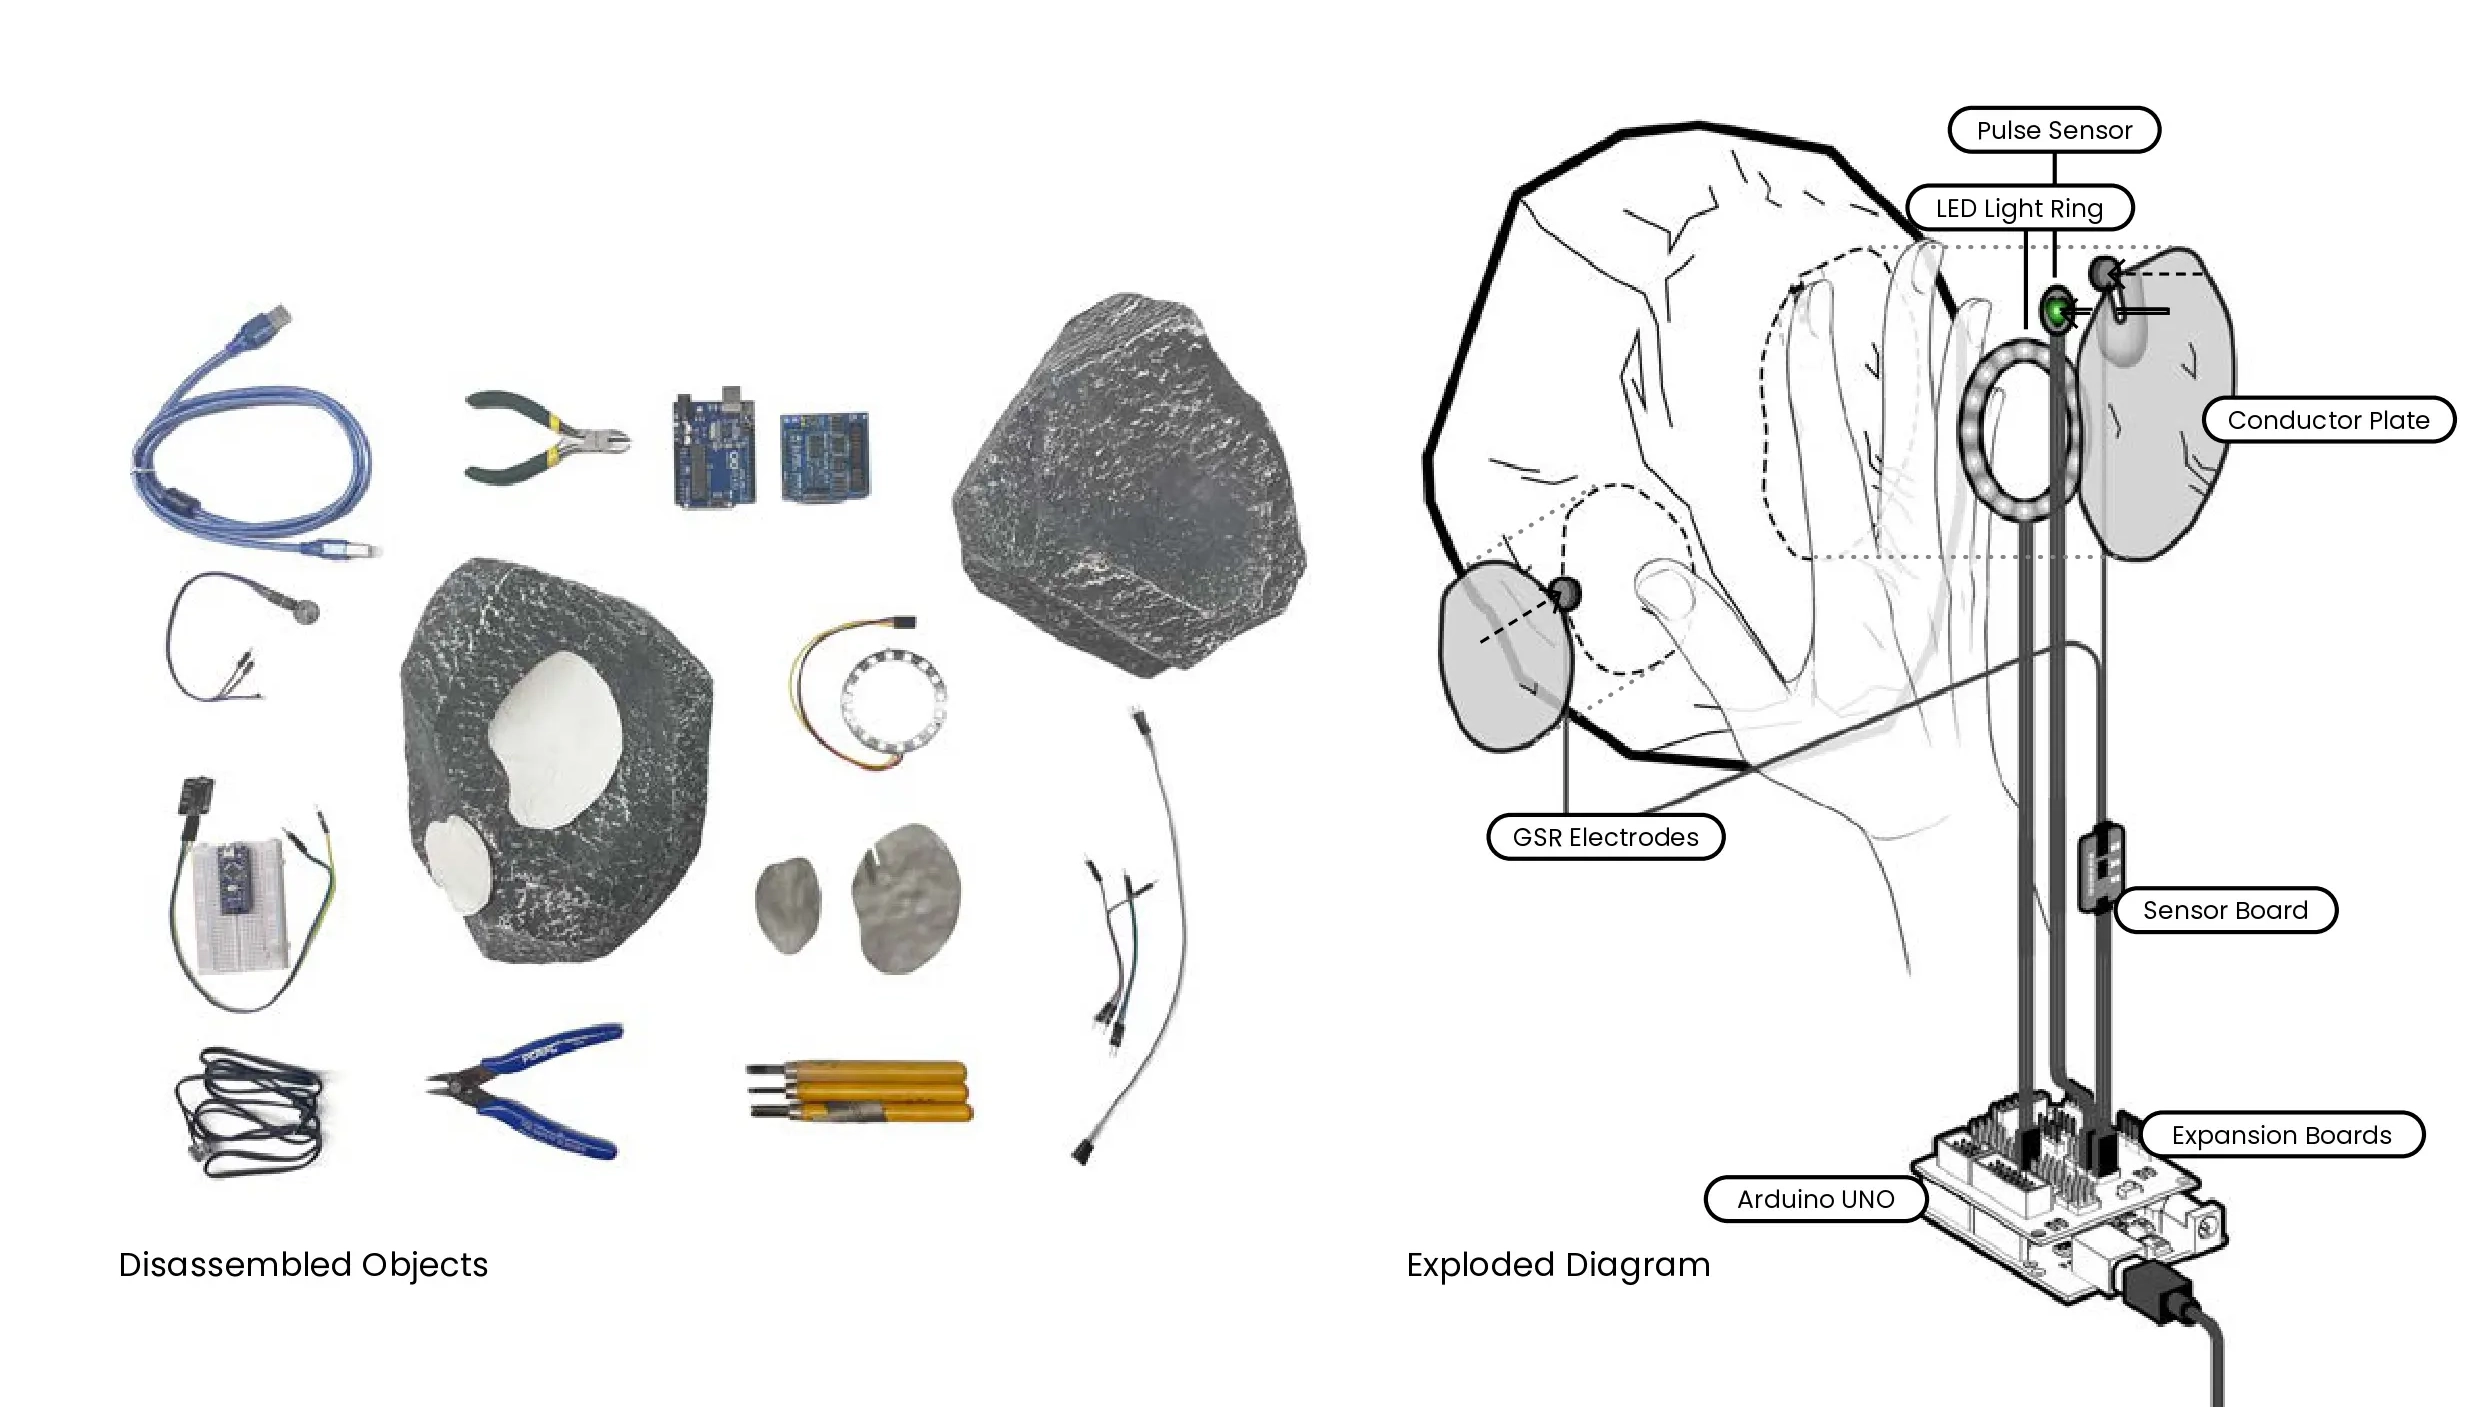 Pulse Sensor
LED Light Ring
Conductor Plate
GSR Electrodes
Sensor Board
Expansion Boards
Arduino UNO
Disassembled Objects
Exploded Diagram